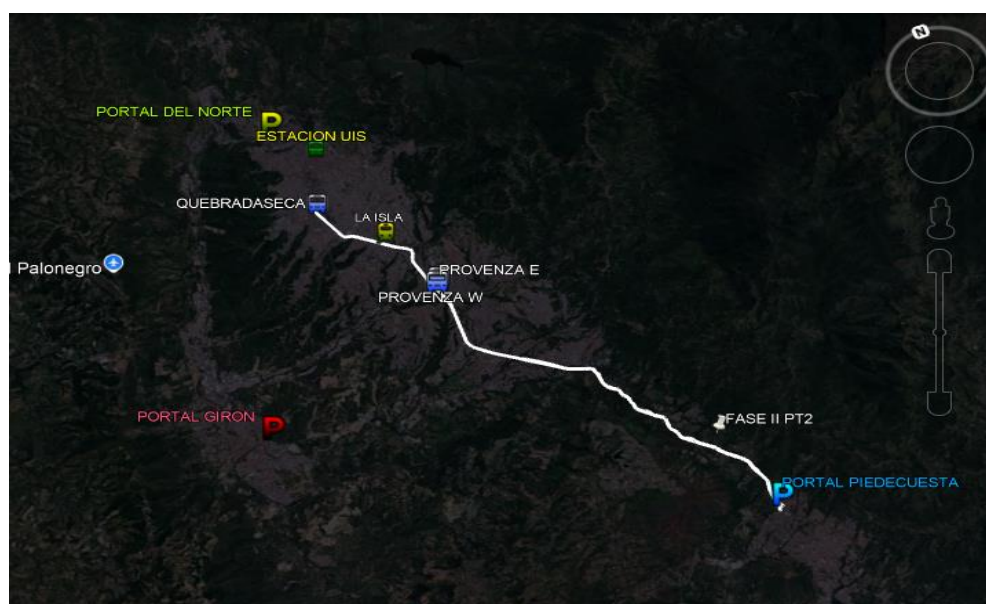 N
PORTAL DEL NORTE
P
ESTACION UIS
QUEBRADASECA
LA ISLA
l Palonegro
PROVENZA E
PROVENZA W
PORTAL GIRON
P
FASE II PT2
P
PORTAL PIEDECUESTA